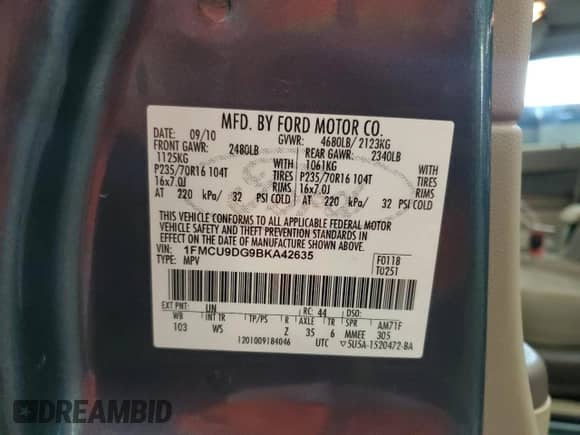 MFD. BY FORD MOTOR CO.
DATE: 09/10 GVWR: 4680LB/ 2123KG
FRONT GAWR: 2480LB REAR GAWR: 2340LB
1125KG WITH 1061KG WITH
P235/70R16 104T TIRES P235/70R16 104T TIRES
16x7.0J RIMS 16x7.0J RIMS
AT 220 kPa/ 32 PSI COLD AT 220 kPa/ 32 PSI COLD
THIS VEHICLE CONFORMS TO ALL APPLICABLE FEDERAL MOTOR
VEHICLE SAFETY AND THEFT PREVENTION STANDARDS IN
EFFECT ON THE DATE OF MANUFACTURE SHOWN ABOVE.
VIN: 1FMCU9DG9BKA42635 F0118
TYPE: MPV T0251
EXT PNT: UN RC: 44 DSO:
WB INT TR TP/PS R AXLE TR SPR AM71F
103 WS Z 35 6 MMEE 305
1201009184046 UTC ▽5U5A-1520472-BA
DREAMBID